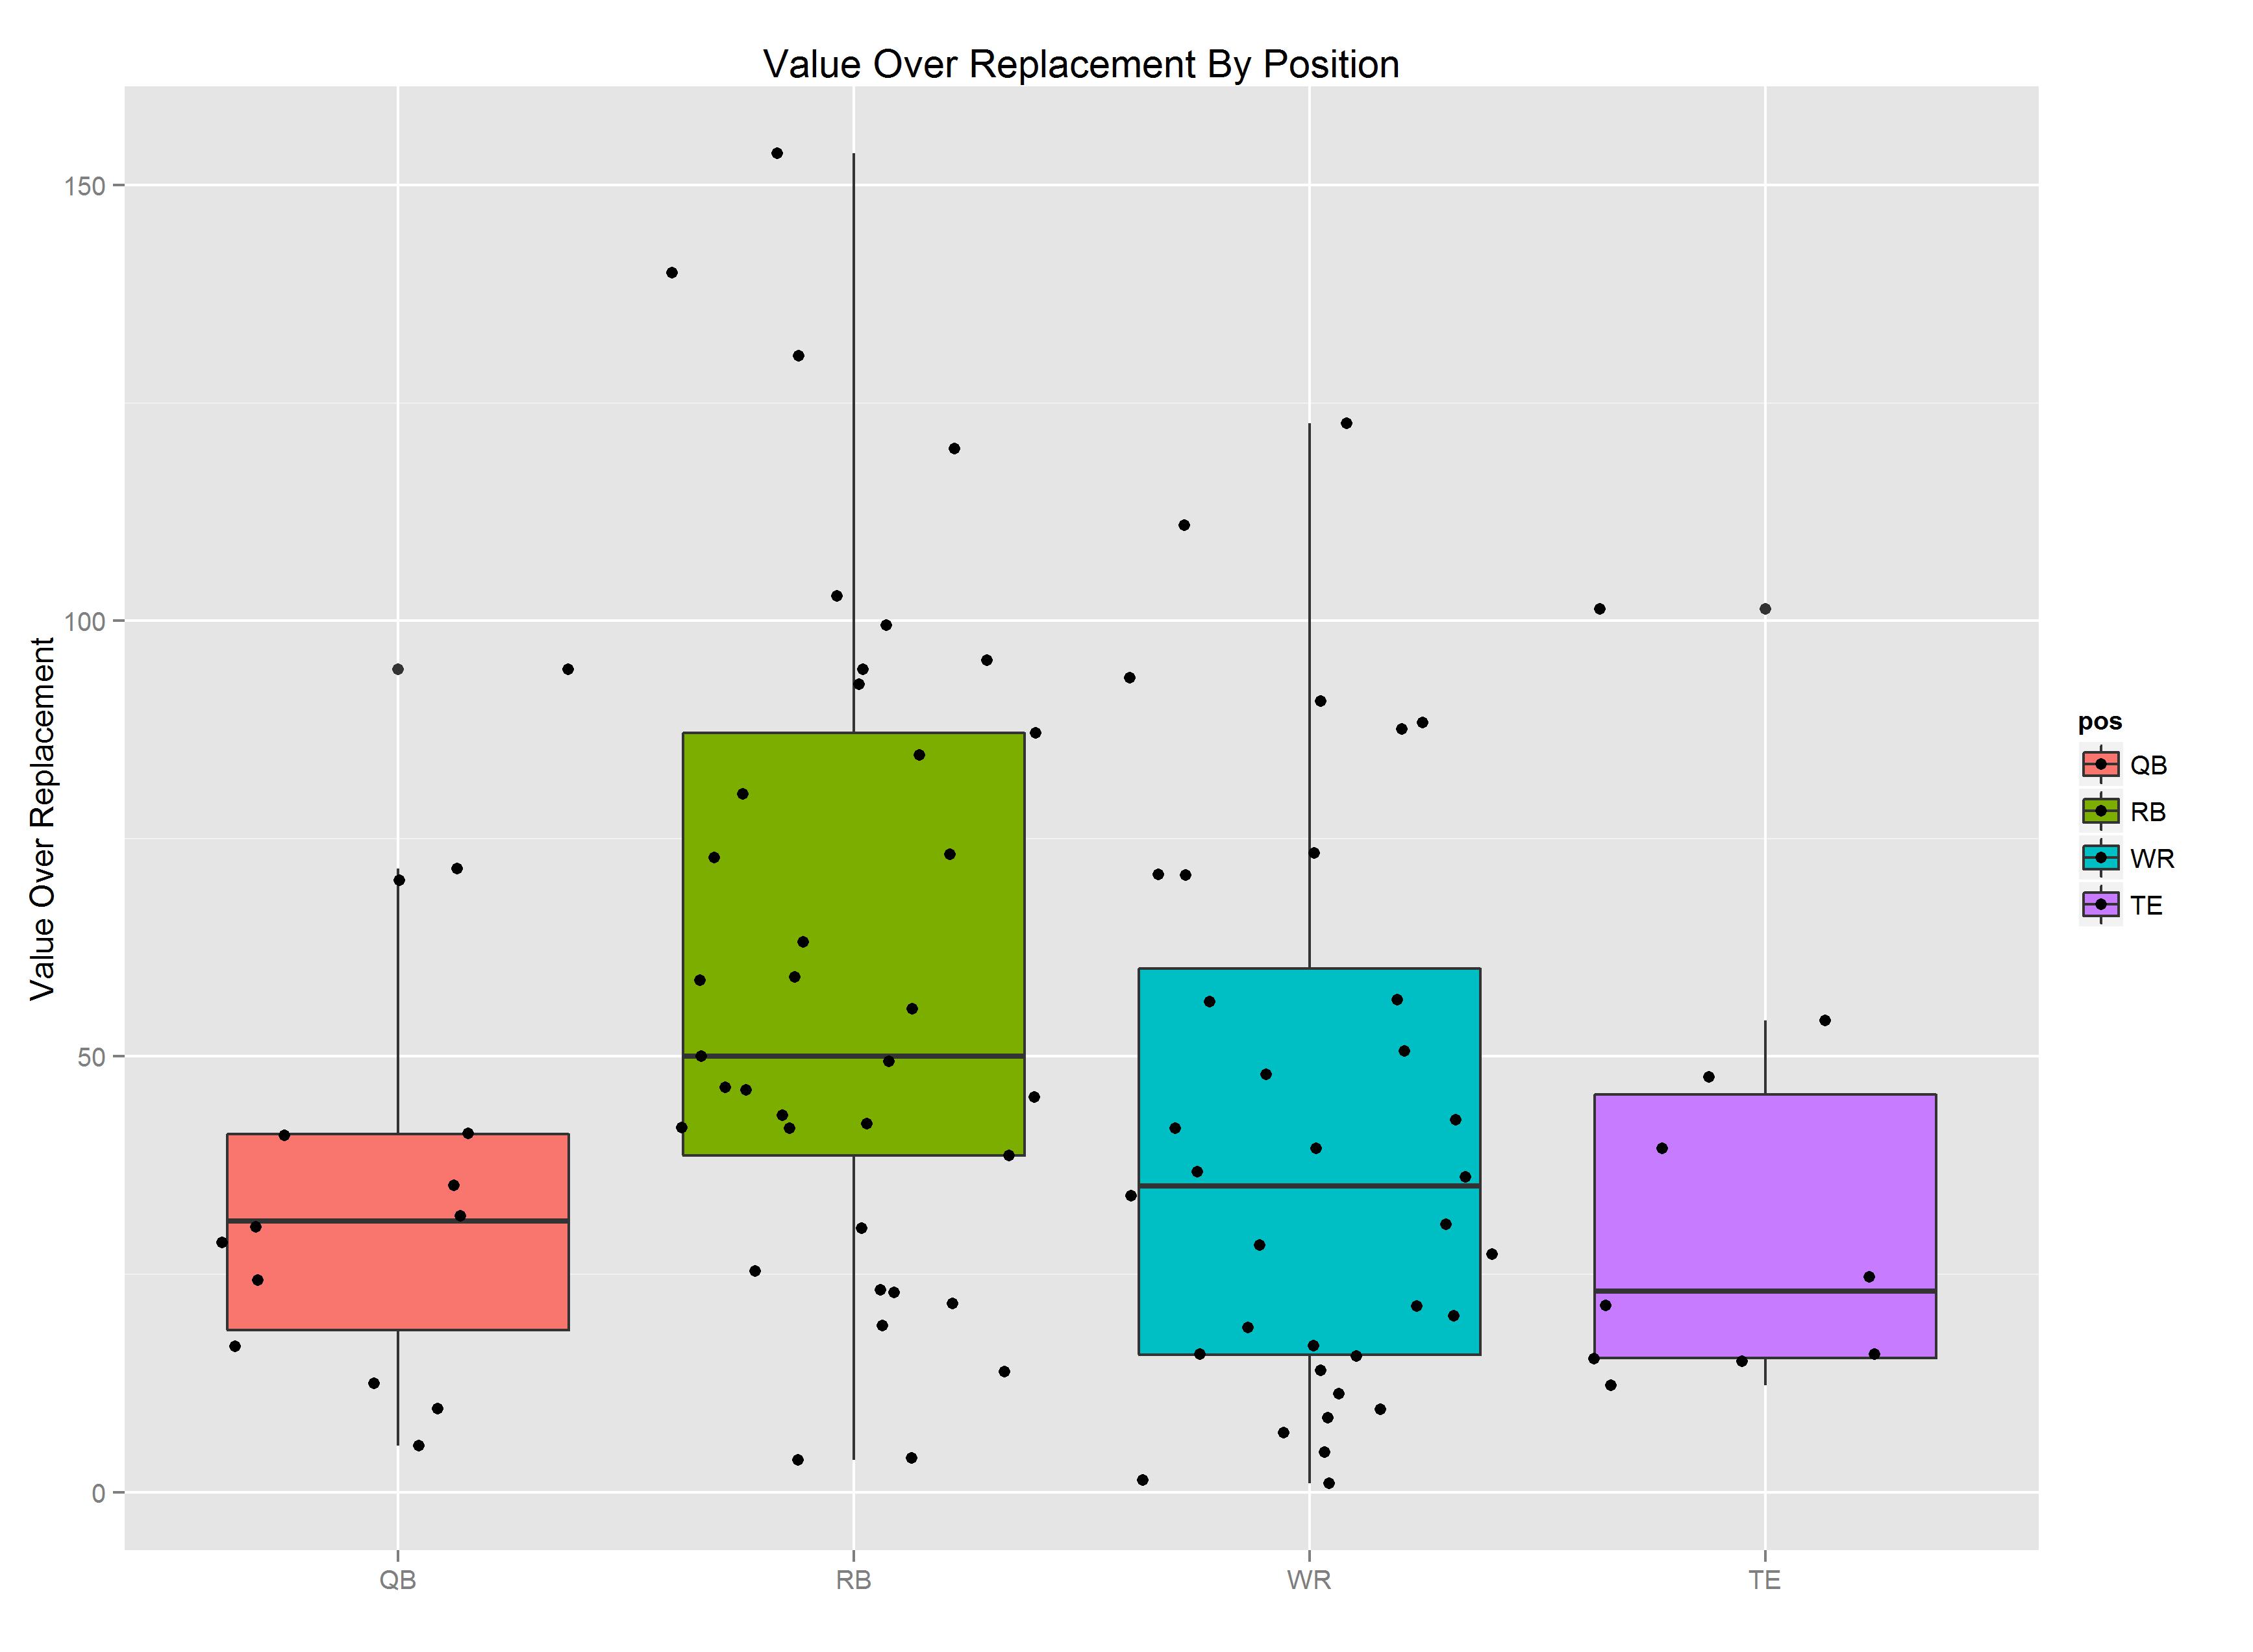 Value Over Replacement By Position
Value Over Replacement
150
100
50
0
QB
RB
WR
TE
pos
QB
RB
WR
TE